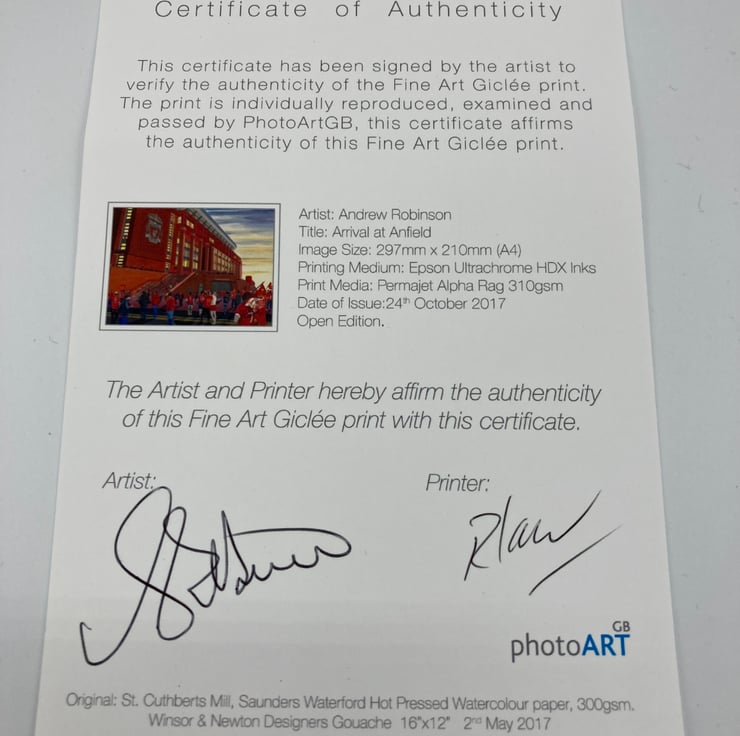 Certificate of Authenticity
This certificate has been signed by the artist to
verify the authenticity of the Fine Art Giclée print.
The print is individually reproduced, examined and
passed by PhotoArtGB, this certificate affirms
the authenticity of this Fine Art Giclée print.
Artist: Andrew Robinson
Title: Arrival at Anfield
Image Size: 297mm x 210mm (A4)
Printing Medium: Epson Ultrachrome HDX Inks
Print Media: Permajet Alpha Rag 310gsm
Date of Issue:24th October 2017
Open Edition.
The Artist and Printer hereby affirm the authenticity
of this Fine Art Giclée print with this certificate.
Artist:
Printer:
GB
photoART
Original: St. Cuthberts Mill, Saunders Waterford Hot Pressed Watercolour paper, 300gsm.
Winsor & Newton Designers Gouache 16"x12" 2nd May 2017